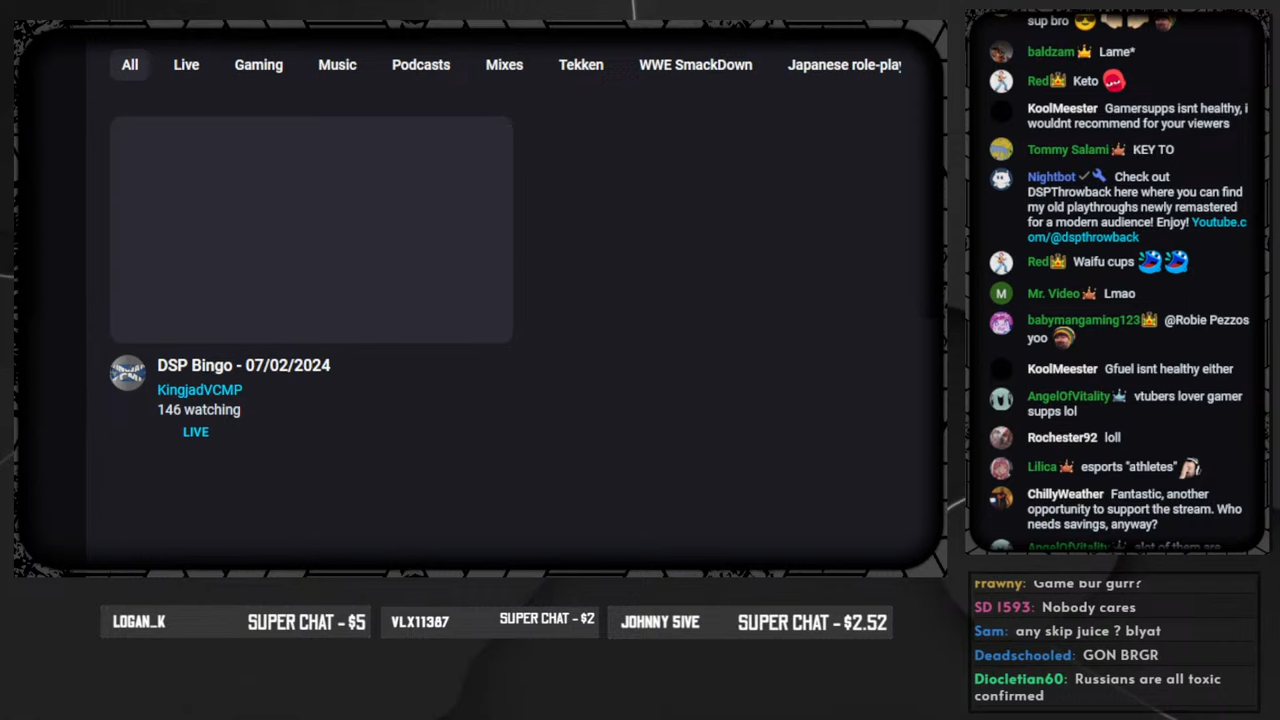 All Live Gaming Music Podcasts Mixes Tekken WWE SmackDown Japanese role-play
DSP Bingo - 07/02/2024
KingjadVCMP
146 watching
LIVE
LOGAN_K SUPER CHAT - $5
VLX11387 SUPER CHAT - $2
JOHNNY 5IVE SUPER CHAT - $2.52
sup bro
baldzam Lame*
Red Keto
KoolMeester Gamersupps isnt healthy, i
wouldnt recommend for your viewers
Tommy Salami KEY TO
Nightbot Check out
DSPThrowback here where you can find
my old playthroughs newly remastered
for a modern audience! Enjoy! Youtube.c
om/@dspthrowback
Red Waifu cups
M Mr. Video Lmao
babymangaming123 @Robie Pezzos
yoo
KoolMeester Gfuel isnt healthy either
AngelOfVitality vtubers lover gamer
supps lol
Rochester92 loll
Lilica esports "athletes"
ChillyWeather Fantastic, another
opportunity to support the stream. Who
needs savings, anyway?
AngelOfVitality alot of them are
Frawny: Game bur gurr?
SD 1593: Nobody cares
Sam: any skip juice ? blyat
Deadschooled: GON BRGR
Diocletian60: Russians are all toxic
confirmed